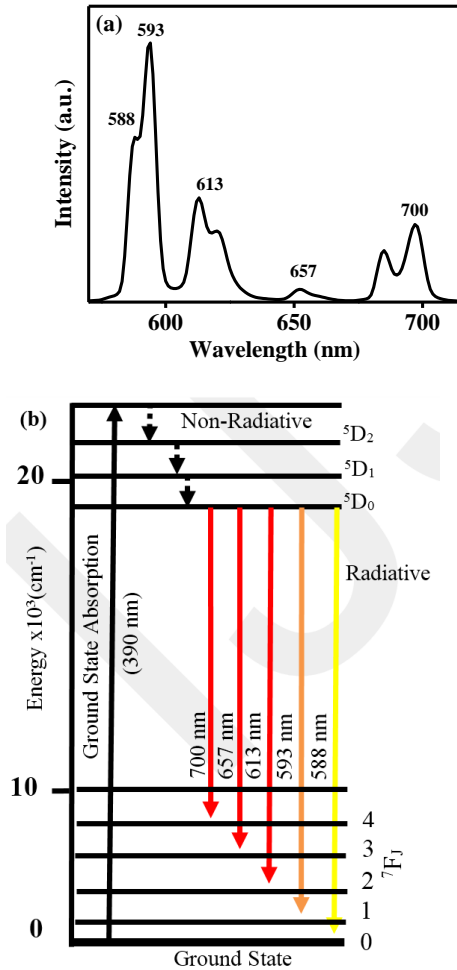 (a)
593
588
613
657
700
Intensity (a.u.)
600
650
700
Wavelength (nm)
(b)
Non-Radiative
⁵D₂
⁵D₁
20
⁵D₀
Radiative
Energy x10³(cm⁻¹)
Ground State Absorption
(390 nm)
700 nm
657 nm
613 nm
593 nm
588 nm
10
4
3
2
1
0
⁷F_J
0
Ground State